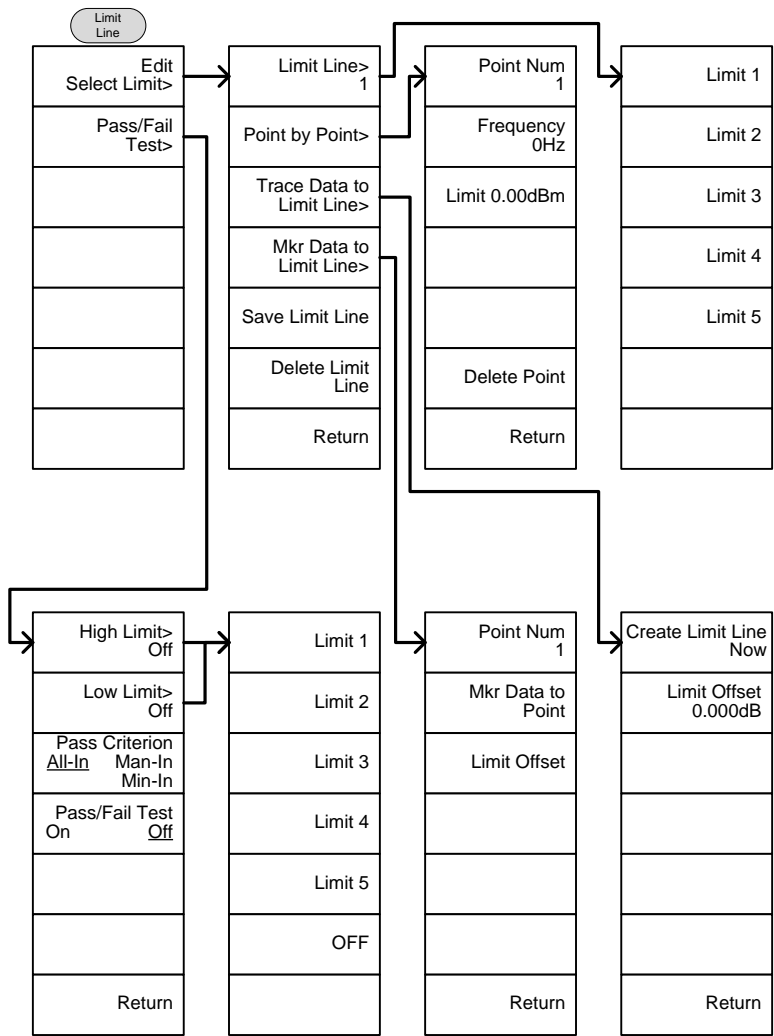 Limit
Line
Edit
Select Limit>
Pass/Fail
Test>
Limit Line>
1
Point by Point>
Trace Data to
Limit Line>
Mkr Data to
Limit Line>
Save Limit Line
Delete Limit
Line
Return
Point Num
1
Frequency
0Hz
Limit 0.00dBm
Delete Point
Return
Limit 1
Limit 2
Limit 3
Limit 4
Limit 5
High Limit>
Off
Low Limit>
Off
Pass Criterion
All-In Man-In
Min-In
Pass/Fail Test
On Off
Return
Limit 1
Limit 2
Limit 3
Limit 4
Limit 5
OFF
Point Num
1
Mkr Data to
Point
Limit Offset
Return
Create Limit Line
Now
Limit Offset
0.000dB
Return